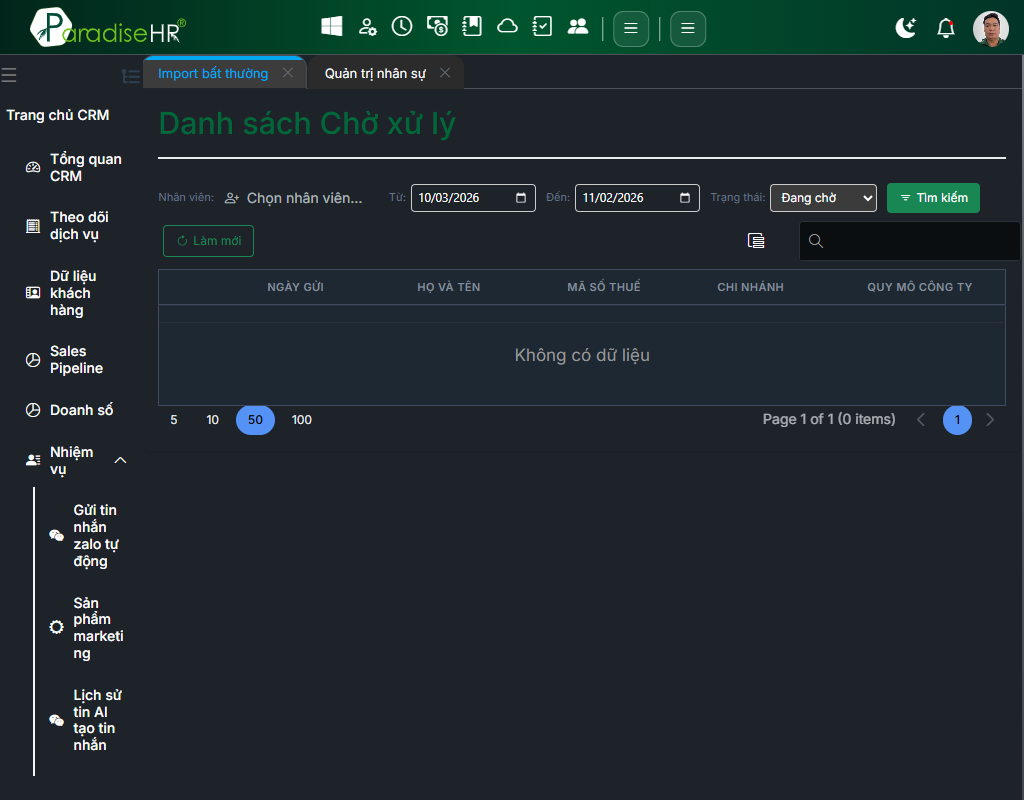 ParadiseHR®
Import bất thường
Quản trị nhân sự
Trang chủ CRM
Tổng quan
CRM
Theo dõi
dịch vụ
Dữ liệu
khách
hàng
Sales
Pipeline
Doanh số
Nhiệm
vụ
Gửi tin
nhắn
zalo tự
động
Sản
phẩm
marketi
ng
Lịch sử
tin AI
tạo tin
nhắn
Danh sách Chờ xử lý
Nhân viên: Chọn nhân viên... Từ: 10/03/2026 Đến: 11/02/2026 Trạng thái: Đang chờ Tìm kiếm
Làm mới
NGÀY GỬI HỌ VÀ TÊN MÃ SỐ THUẾ CHI NHÁNH QUY MÔ CÔNG TY
Không có dữ liệu
5 10 50 100 Page 1 of 1 (0 items) 1